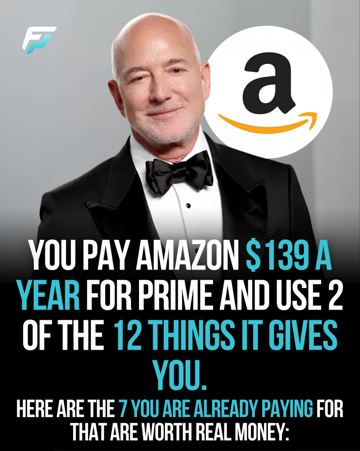 a
YOU PAY AMAZON $139 A
YEAR FOR PRIME AND USE 2
OF THE 12 THINGS IT GIVES
YOU.
HERE ARE THE 7 YOU ARE ALREADY PAYING FOR
THAT ARE WORTH REAL MONEY: